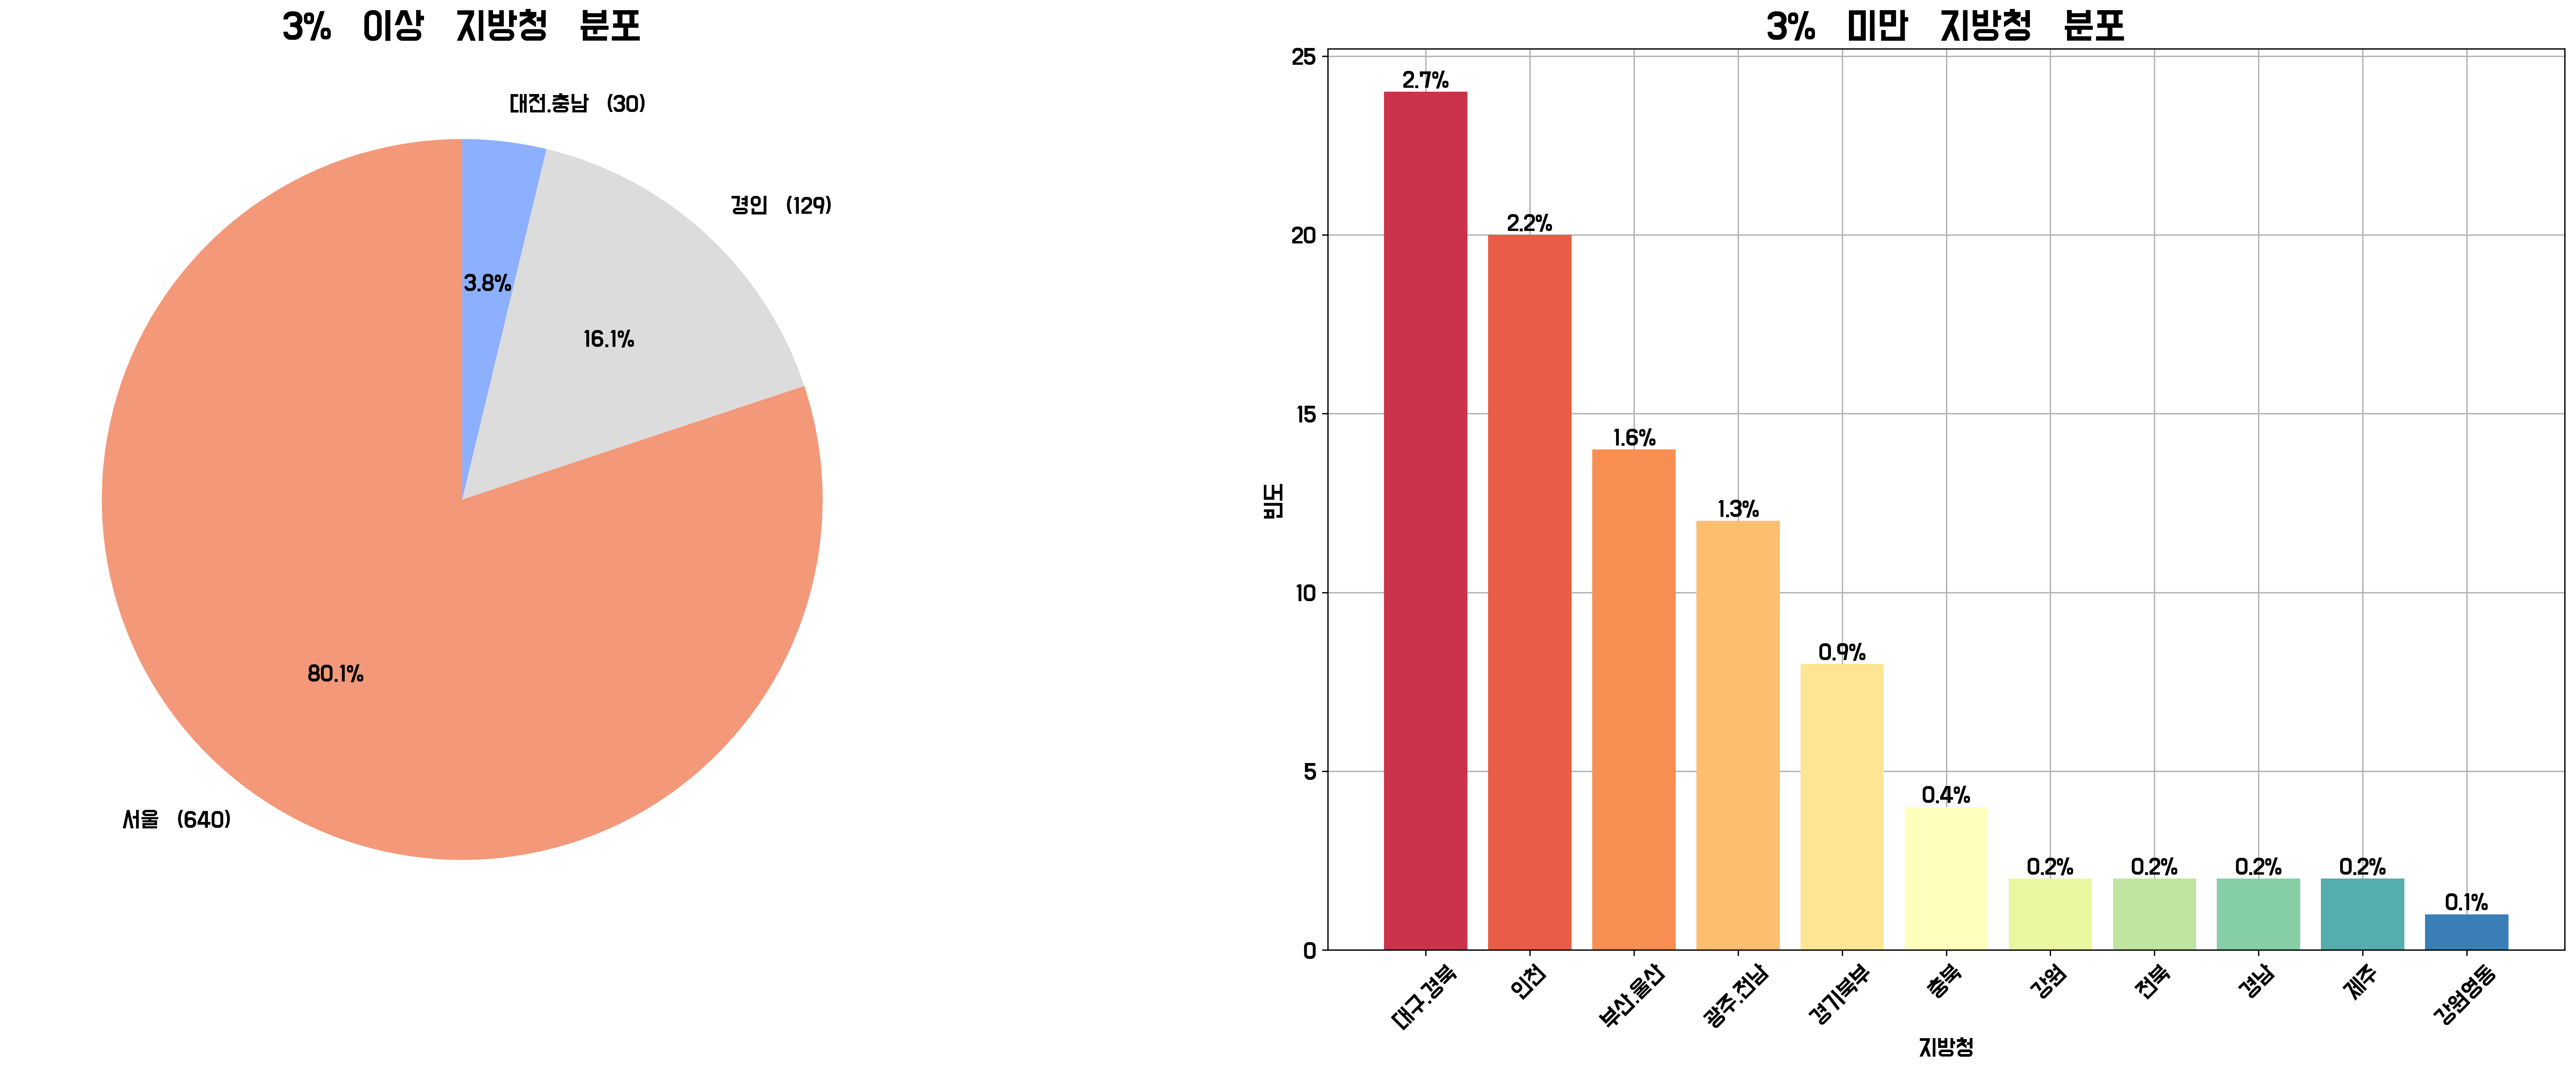 3% 이상 지방청 분포
대전.충남 (30)
경인 (129)
3.8%
16.1%
80.1%
서울 (640)
3% 미만 지방청 분포
빈도
25
20
15
10
5
0
2.7%
2.2%
1.6%
1.3%
0.9%
0.4%
0.2%
0.2%
0.2%
0.2%
0.1%
대구.경북
인천
부산.울산
광주.전남
경기북부
충북
강원
전북
경남
제주
강원영동
지방청